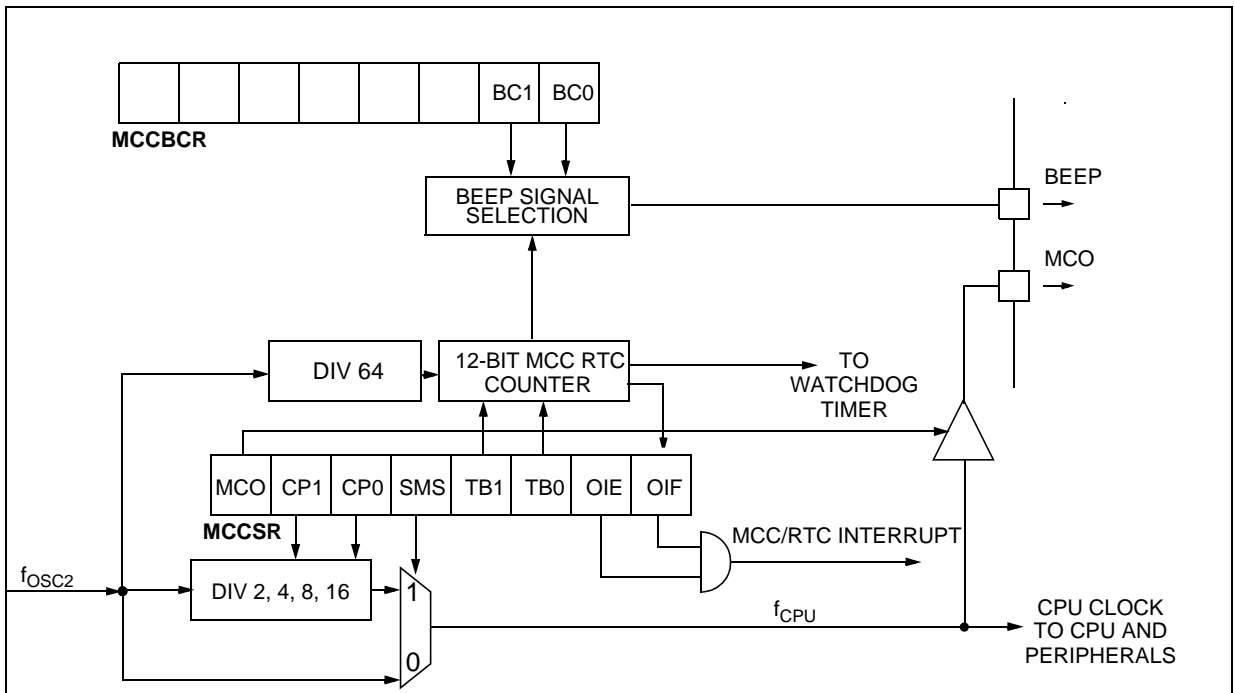 BC1 BC0
MCCBCR
BEEP SIGNAL
SELECTION
BEEP
MCO
DIV 64
12-BIT MCC RTC
COUNTER
TO
WATCHDOG
TIMER
MCO CP1 CP0 SMS TB1 TB0 OIE OIF
MCCSR
MCC/RTC INTERRUPT
fOSC2
DIV 2, 4, 8, 16
1
0
fCPU
CPU CLOCK
TO CPU AND
PERIPHERALS